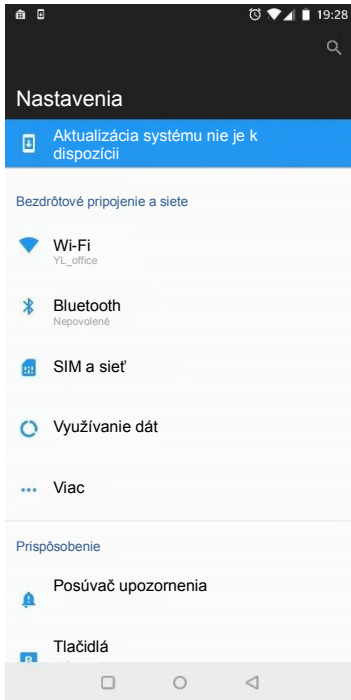 19:28
Nastavenia
Aktualizácia systému nie je k
dispozícii
Bezdrôtové pripojenie a siete
Wi-Fi
YL_office
Bluetooth
Nepovolené
SIM a sieť
Využívanie dát
Viac
Prispôsobenie
Posúvač upozornenia
Tlačidlá